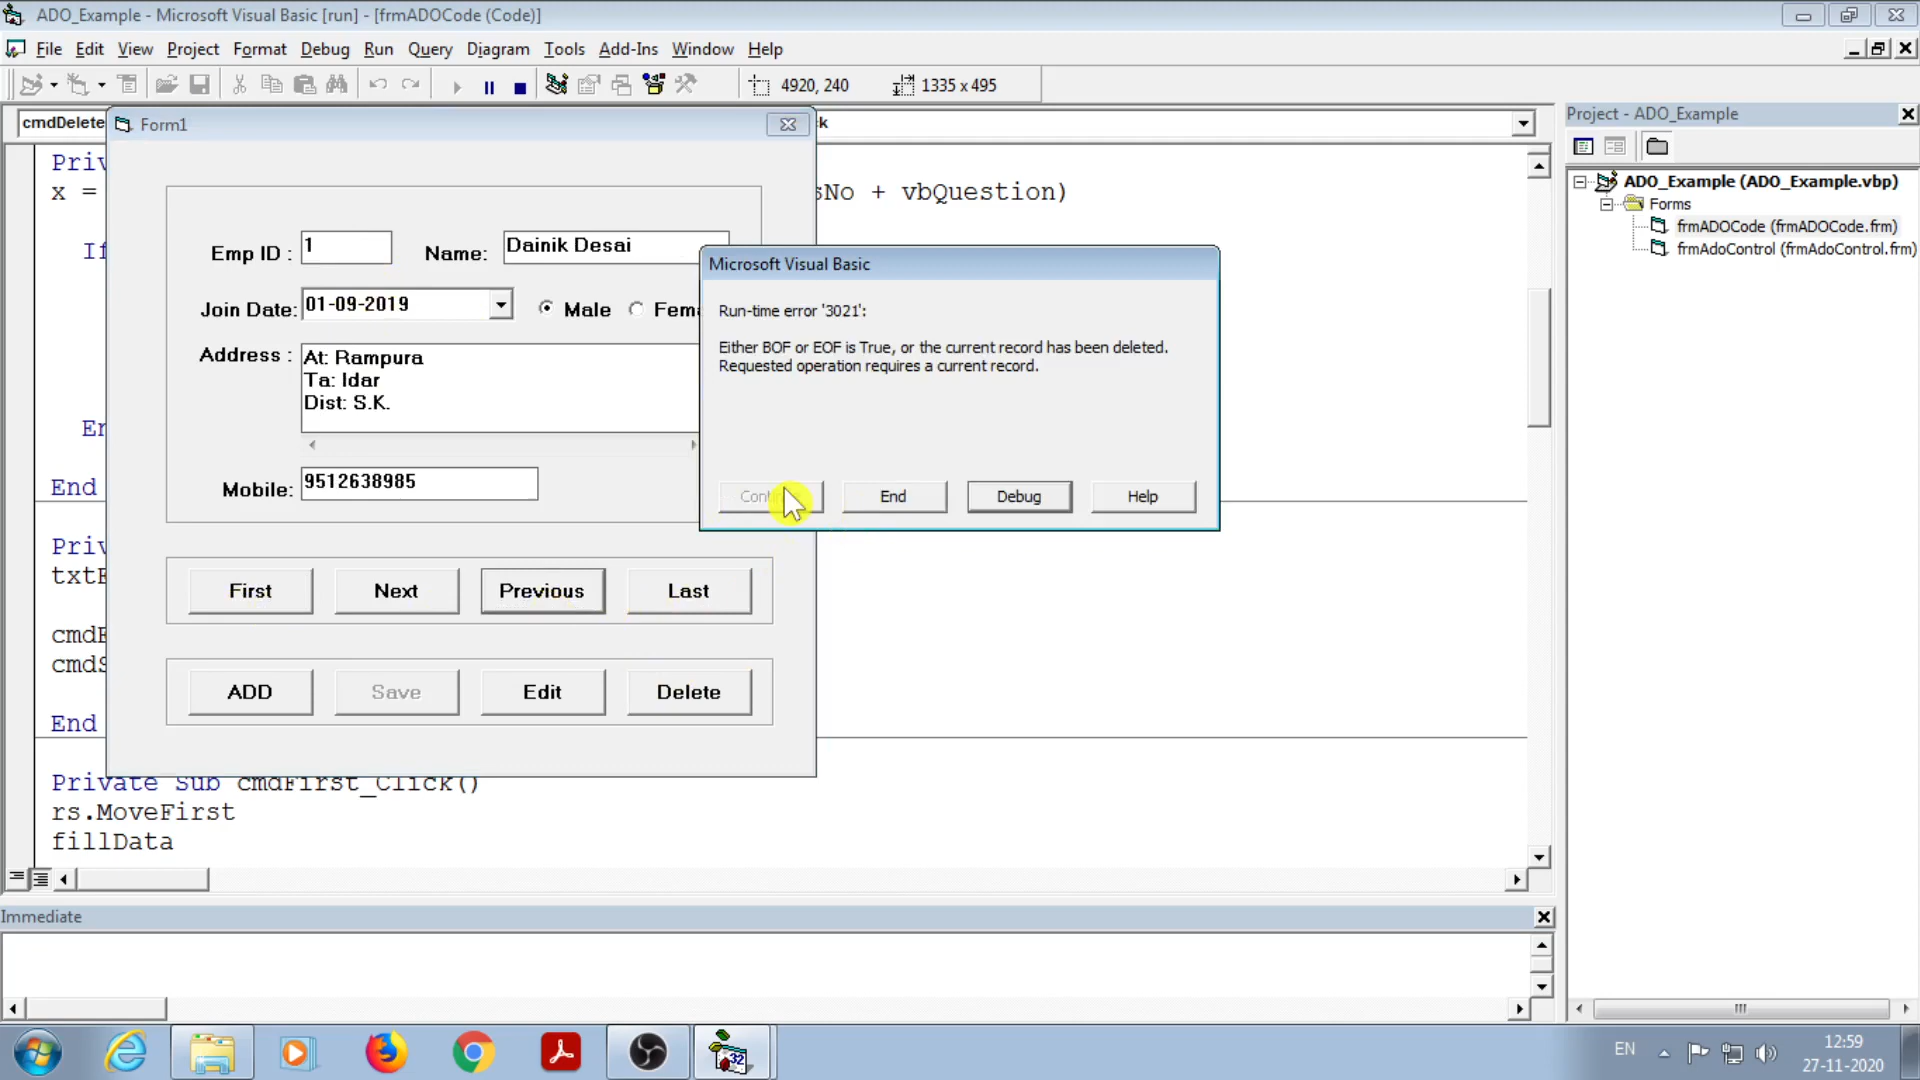 ADO_Example - Microsoft Visual Basic [run] - [frmADOCode (Code)]
File Edit View Project Format Debug Run Query Diagram Tools Add-Ins Window Help
4920, 240 1335 x 495
cmdDelete
Form1
Project - ADO_Example
x =
sNo + vbQuestion)
ADO_Example (ADO_Example.vbp)
Forms
frmADOCode (frmADOCode.frm)
frmAdoControl (frmAdoControl.frm)
If
Emp ID : 1 Name: Dainik Desai
Join Date: 01-09-2019 Male
Address : At: Rampura
Ta: Idar
Dist: S.K.
Mobile: 9512638985
Microsoft Visual Basic
Run-time error '3021':
Either BOF or EOF is True, or the current record has been deleted.
Requested operation requires a current record.
End Debug Help
End
First Next Previous Last
ADD Save Edit Delete
End
Private Sub cmdFirst_Click()
rs.MoveFirst
fillData
Immediate
EN
12:59
27-11-2020